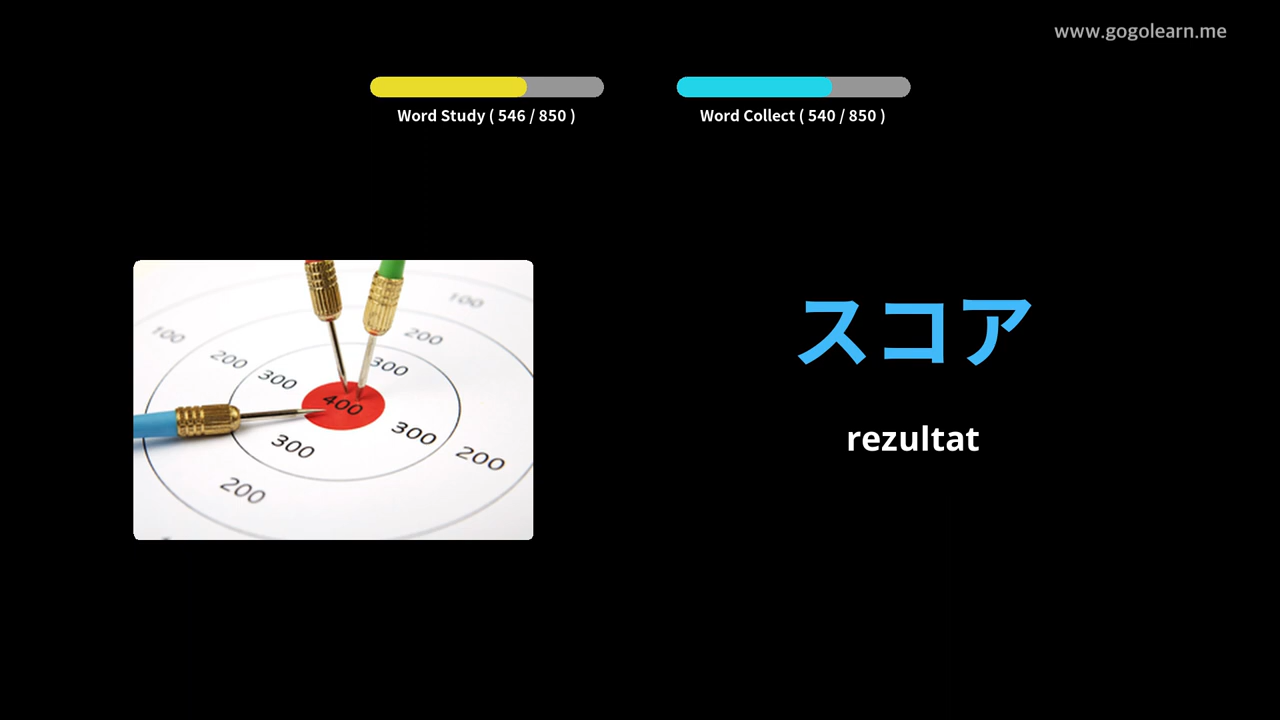 www.gogolearn.me
Word Study ( 546 / 850 )
Word Collect ( 540 / 850 )
スコア
rezultat
100
100
200
200
300
300
400
300
200
300
200